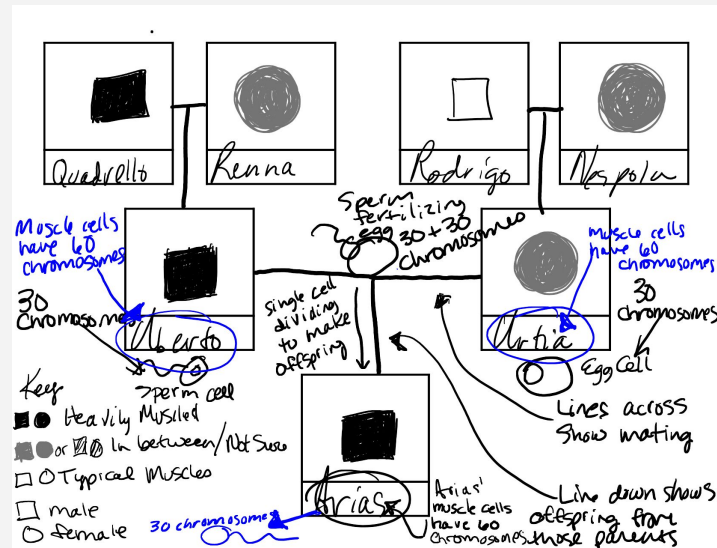 Quadrello
Renna
Rodrigo
Nespola
Muscle cells
have 60
chromosomes
30
chromosomes
Uberto
Sperm cell
Sperm
fertilizing
egg
30 + 30
chromosomes
single cell
dividing
to make
offspring
muscle cells
have 60
chromosomes
30
chromosomes
Urtia
Egg Cell
Lines across
show mating
Key
Heavily Muscled
or In between/Not Sure
Typical Muscles
male
female
30 chromosomes
Arias
Arias'
muscle cells
have 60
chromosomes
Line down shows
offspring from
those parents